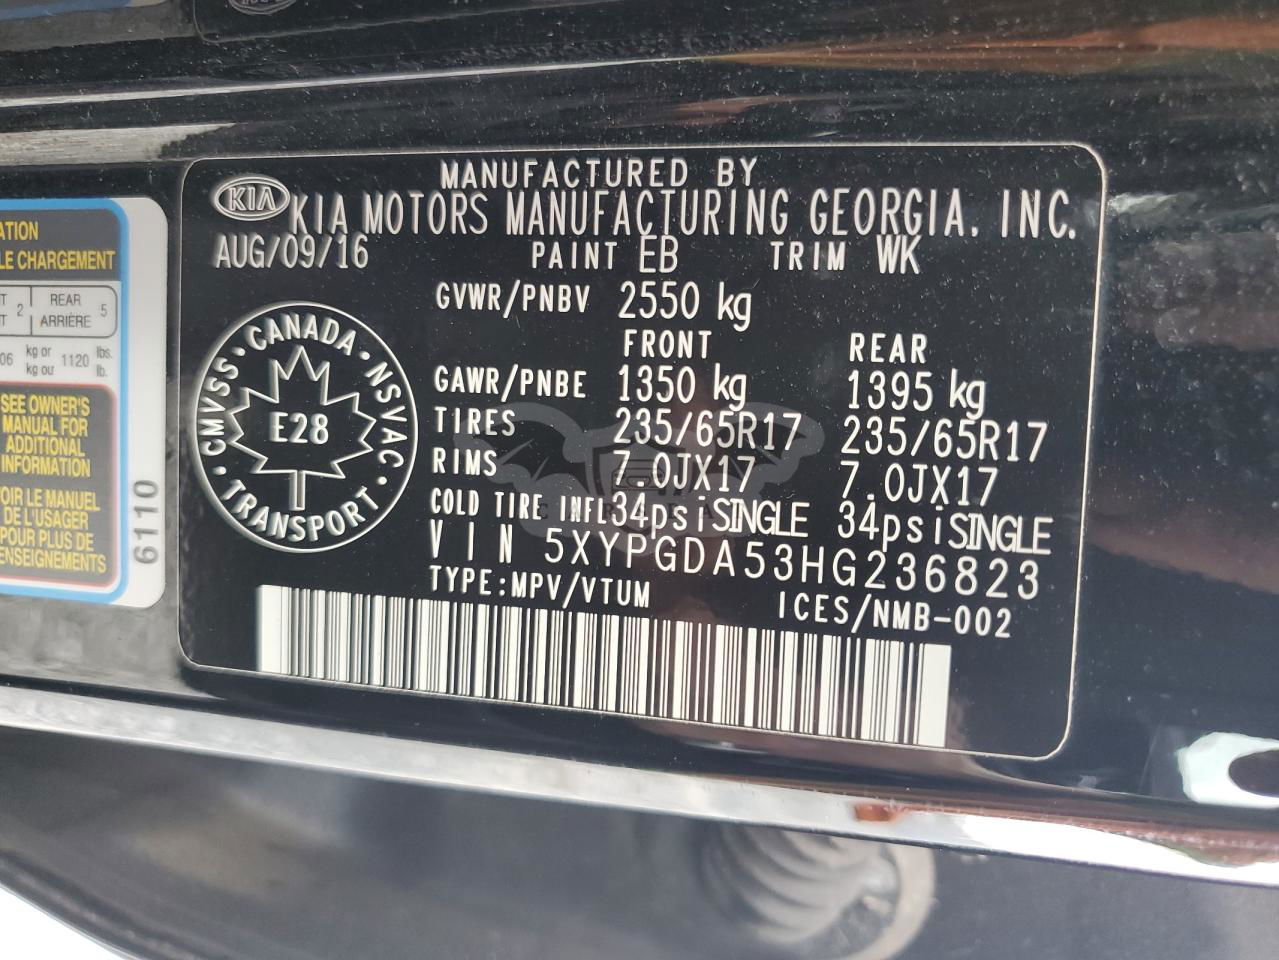 MANUFACTURED BY
KIA KIA MOTORS MANUFACTURING GEORGIA, INC.
AUG/09/16 PAINT EB TRIM WK
GVWR/PNBV 2550 kg
FRONT REAR
GAWR/PNBE 1350 kg 1395 kg
TIRES 235/65R17 235/65R17
RIMS 7.0JX17 7.0JX17
COLD TIRE INFL 34psiSINGLE 34psiSINGLE
VIN 5XYPGDA53HG236823
TYPE:MPV/VTUM ICES/NMB-002
CANADA · NSVAC · TRANSPORT · CMVSS ·
E28
LE CHARGEMENT
2 REAR 5
ARRIÈRE
kg or 1120 lbs.
kg ou lb.
SEE OWNER'S
MANUAL FOR
ADDITIONAL
INFORMATION
LE MANUEL
DE L'USAGER
POUR PLUS DE
6110